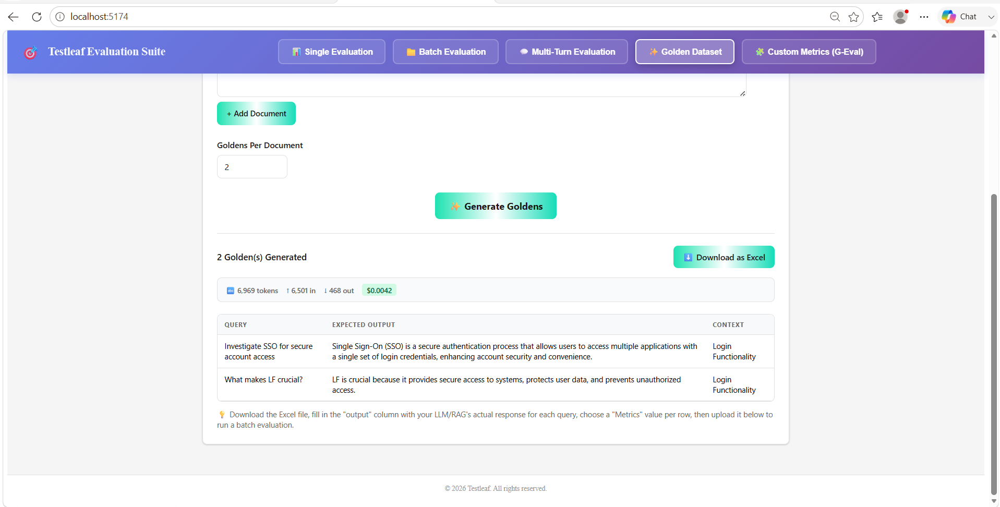 localhost:5174
Chat
Testleaf Evaluation Suite
Single Evaluation
Batch Evaluation
Multi-Turn Evaluation
Golden Dataset
Custom Metrics (G-Eval)
+ Add Document
Goldens Per Document
2
Generate Goldens
2 Golden(s) Generated
Download as Excel
abc 6,969 tokens ↑ 6,501 in ↓ 468 out $0.0042
QUERY EXPECTED OUTPUT CONTEXT
Investigate SSO for secure
account access
Single Sign-On (SSO) is a secure authentication process that allows users to access multiple applications with
a single set of login credentials, enhancing account security and convenience.
Login
Functionality
What makes LF crucial?
LF is crucial because it provides secure access to systems, protects user data, and prevents unauthorized
access.
Login
Functionality
Download the Excel file, fill in the "output" column with your LLM/RAG's actual response for each query, choose a "Metrics" value per row, then upload it below to
run a batch evaluation.
© 2026 Testleaf. All rights reserved.